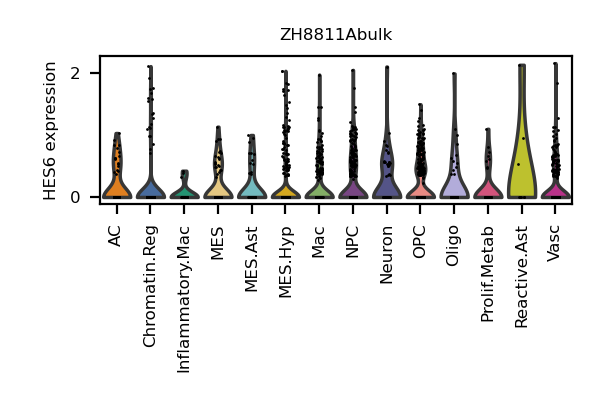 ZH8811Abulk
HES6 expression
2
0
AC
Chromatin.Reg
Inflammatory.Mac
MES
MES.Ast
MES.Hyp
Mac
NPC
Neuron
OPC
Oligo
Prolif.Metab
Reactive.Ast
Vasc